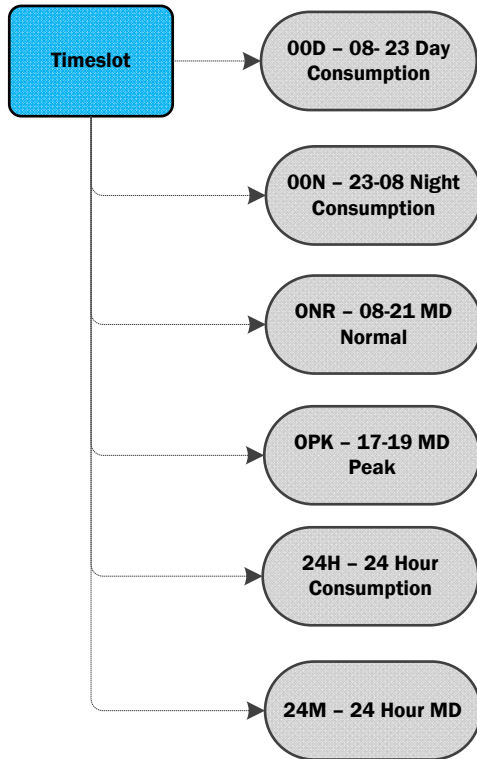 Timeslot
00D – 08- 23 Day
Consumption
00N – 23-08 Night
Consumption
0NR – 08-21 MD
Normal
0PK – 17-19 MD
Peak
24H – 24 Hour
Consumption
24M – 24 Hour MD